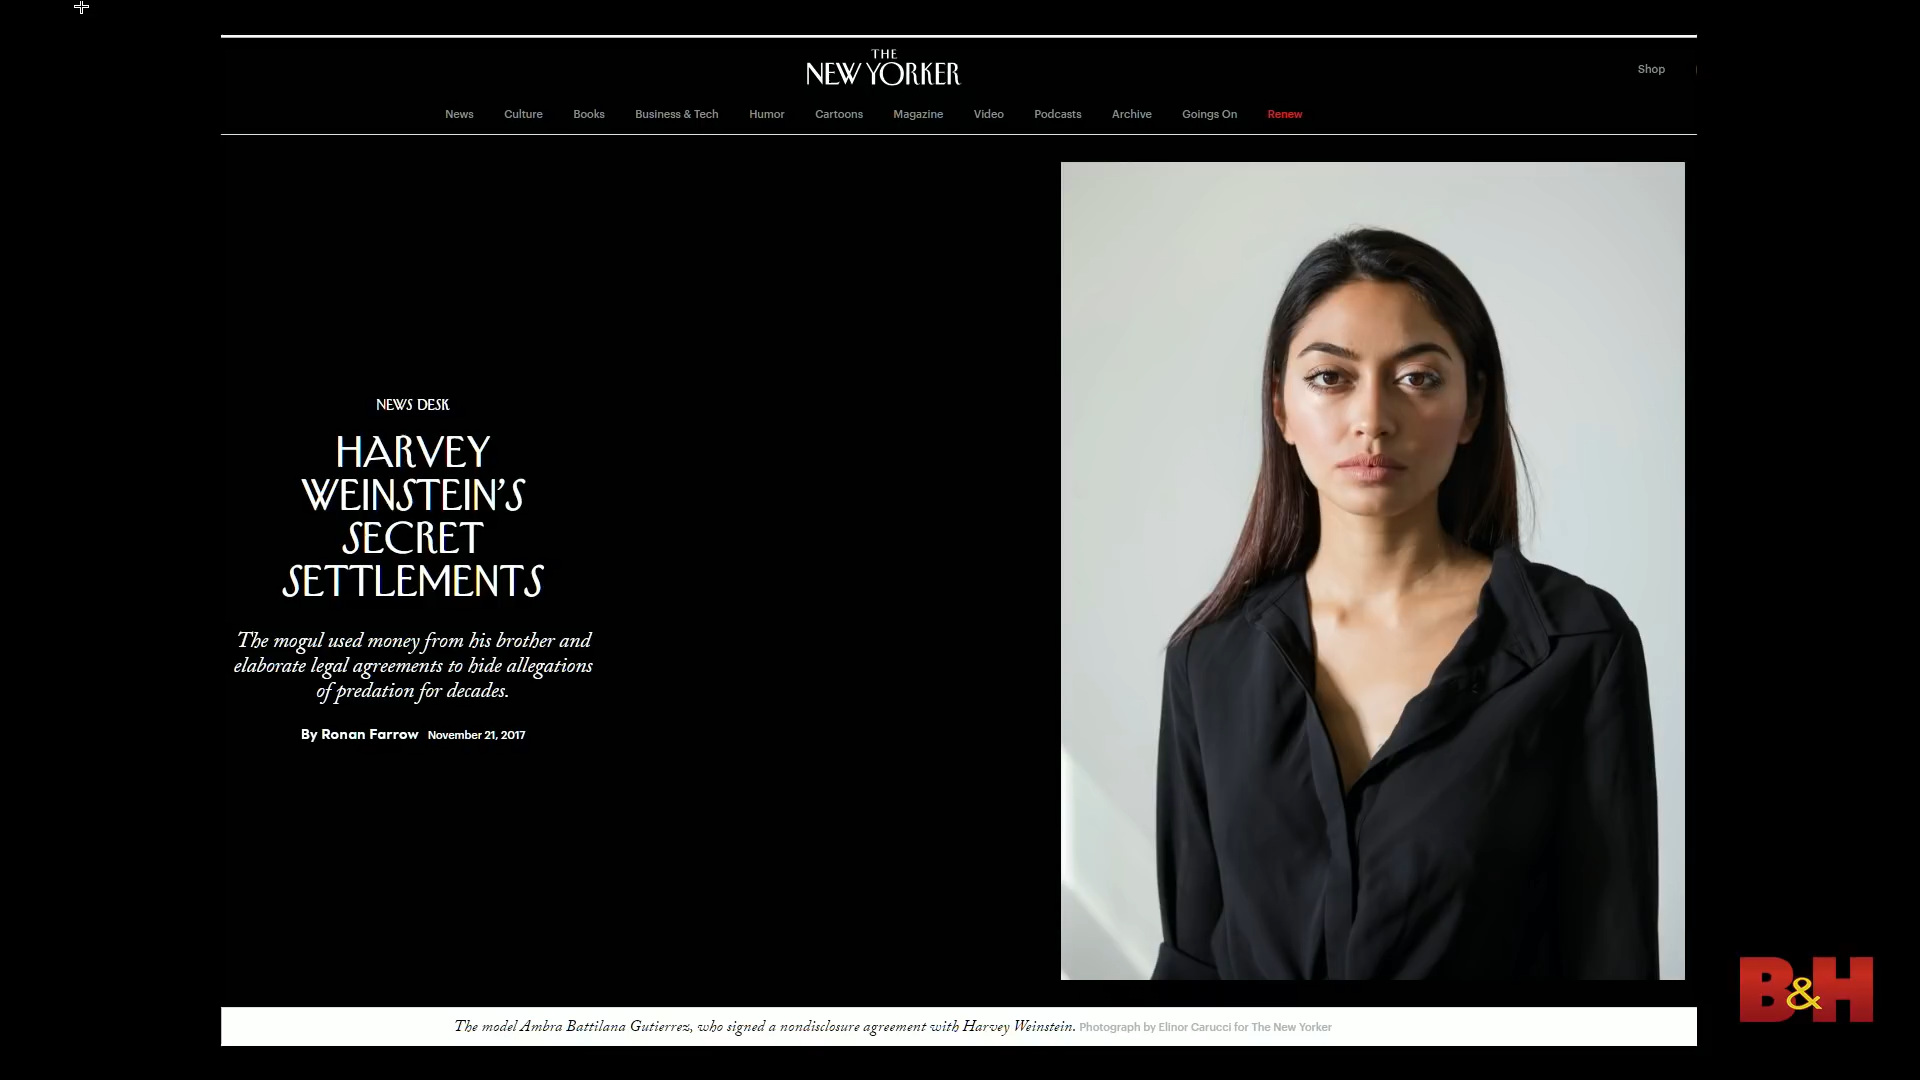 THE
NEW YORKER
Shop
News Culture Books Business & Tech Humor Cartoons Magazine Video Podcasts Archive Goings On Renew
NEWS DESK
HARVEY
WEINSTEIN'S
SECRET
SETTLEMENTS
The mogul used money from his brother and
elaborate legal agreements to hide allegations
of predation for decades.
By Ronan Farrow November 21, 2017
B&H
The model Ambra Battilana Gutierrez, who signed a nondisclosure agreement with Harvey Weinstein. Photograph by Elinor Carucci for The New Yorker